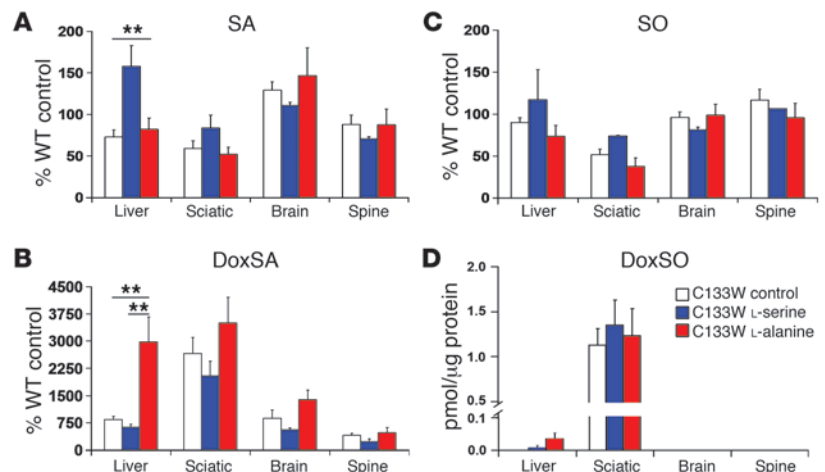 A
SA
% WT control
200
150
100
50
0
**
Liver Sciatic Brain Spine
C
SO
% WT control
200
150
100
50
0
Liver Sciatic Brain Spine
B
DoxSA
% WT control
4500
3750
3000
2250
1500
750
0
**
**
Liver Sciatic Brain Spine
D
DoxSO
pmol/µg protein
2.0
1.5
1.0
0.5
0.1
0.0
C133W control
C133W L-serine
C133W L-alanine
Liver Sciatic Brain Spine